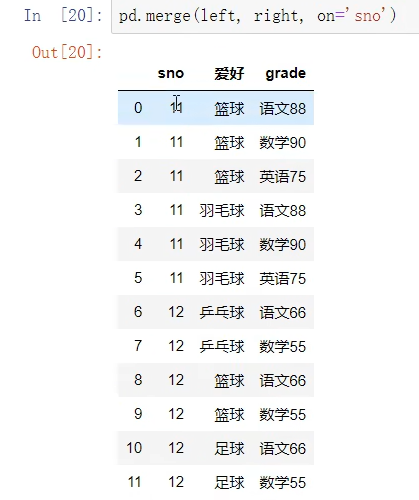 In [20]: pd.merge(left, right, on='sno')
Out[20]:
sno 爱好 grade
0 11 篮球 语文88
1 11 篮球 数学90
2 11 篮球 英语75
3 11 羽毛球 语文88
4 11 羽毛球 数学90
5 11 羽毛球 英语75
6 12 乒乓球 语文66
7 12 乒乓球 数学55
8 12 篮球 语文66
9 12 篮球 数学55
10 12 足球 语文66
11 12 足球 数学55